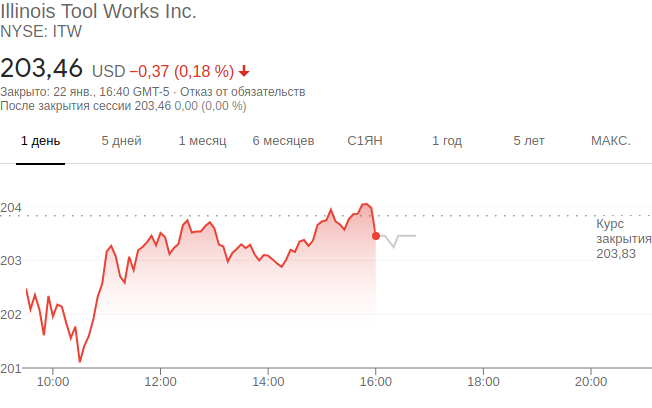 Illinois Tool Works Inc.
NYSE: ITW
203,46 USD −0,37 (0,18 %)
Закрыто: 22 янв., 16:40 GMT-5 · Отказ от обязательств
После закрытия сессии 203,46 0,00 (0,00 %)
1 день 5 дней 1 месяц 6 месяцев С1ЯН 1 год 5 лет МАКС.
204
Курс
закрытия
203,83
203
202
201
10:00 12:00 14:00 16:00 18:00 20:00